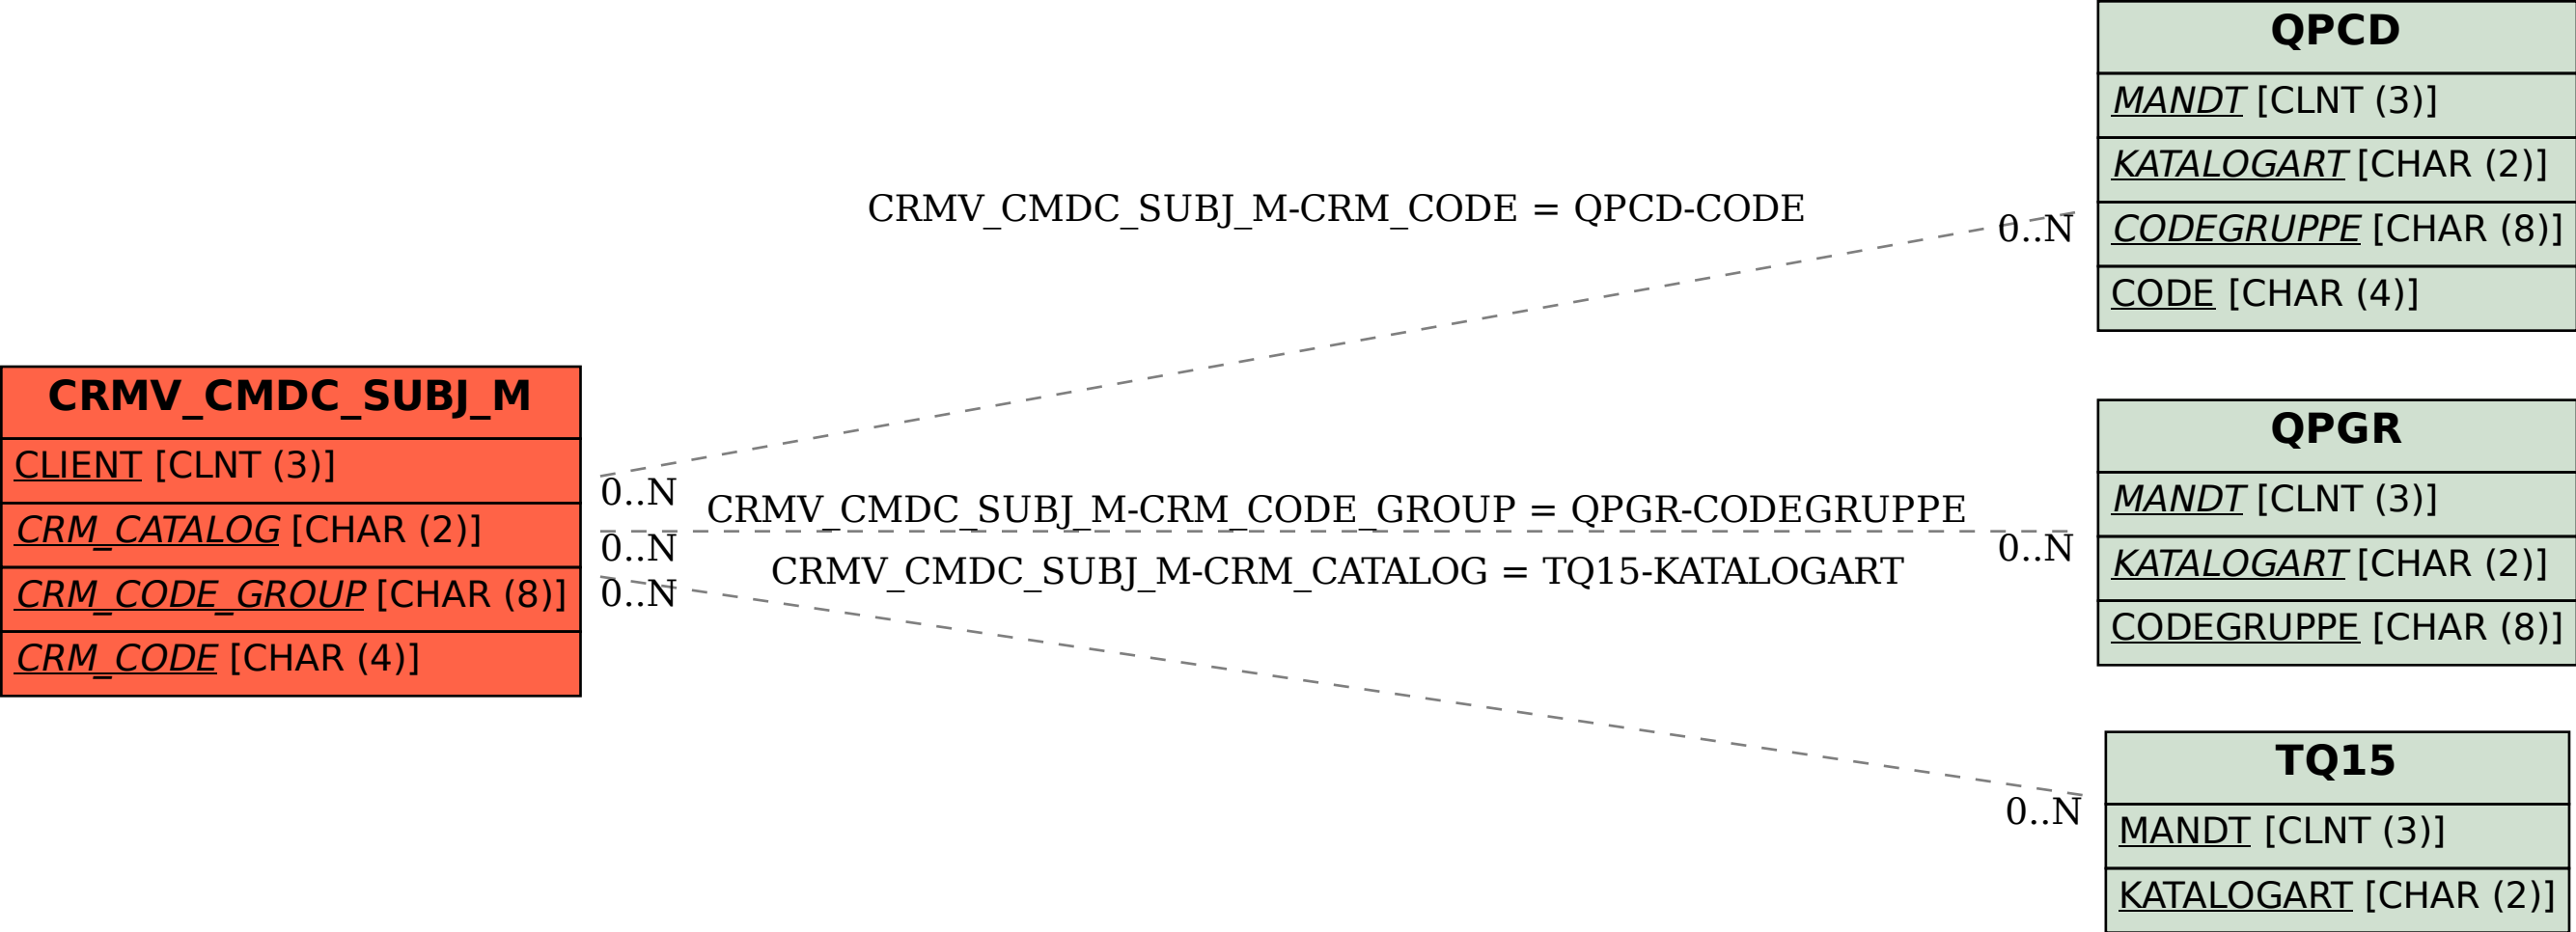 QPCD
MANDT [CLNT (3)]
KATALOGART [CHAR (2)]
CODEGRUPPE [CHAR (8)]
CODE [CHAR (4)]
CRMV_CMDC_SUBJ_M-CRM_CODE = QPCD-CODE
0..N
CRMV_CMDC_SUBJ_M
CLIENT [CLNT (3)]
CRM_CATALOG [CHAR (2)]
CRM_CODE_GROUP [CHAR (8)]
CRM_CODE [CHAR (4)]
0..N
CRMV_CMDC_SUBJ_M-CRM_CODE_GROUP = QPGR-CODEGRUPPE
0..N
0..N
CRMV_CMDC_SUBJ_M-CRM_CATALOG = TQ15-KATALOGART
0..N
QPGR
MANDT [CLNT (3)]
KATALOGART [CHAR (2)]
CODEGRUPPE [CHAR (8)]
0..N
TQ15
MANDT [CLNT (3)]
KATALOGART [CHAR (2)]